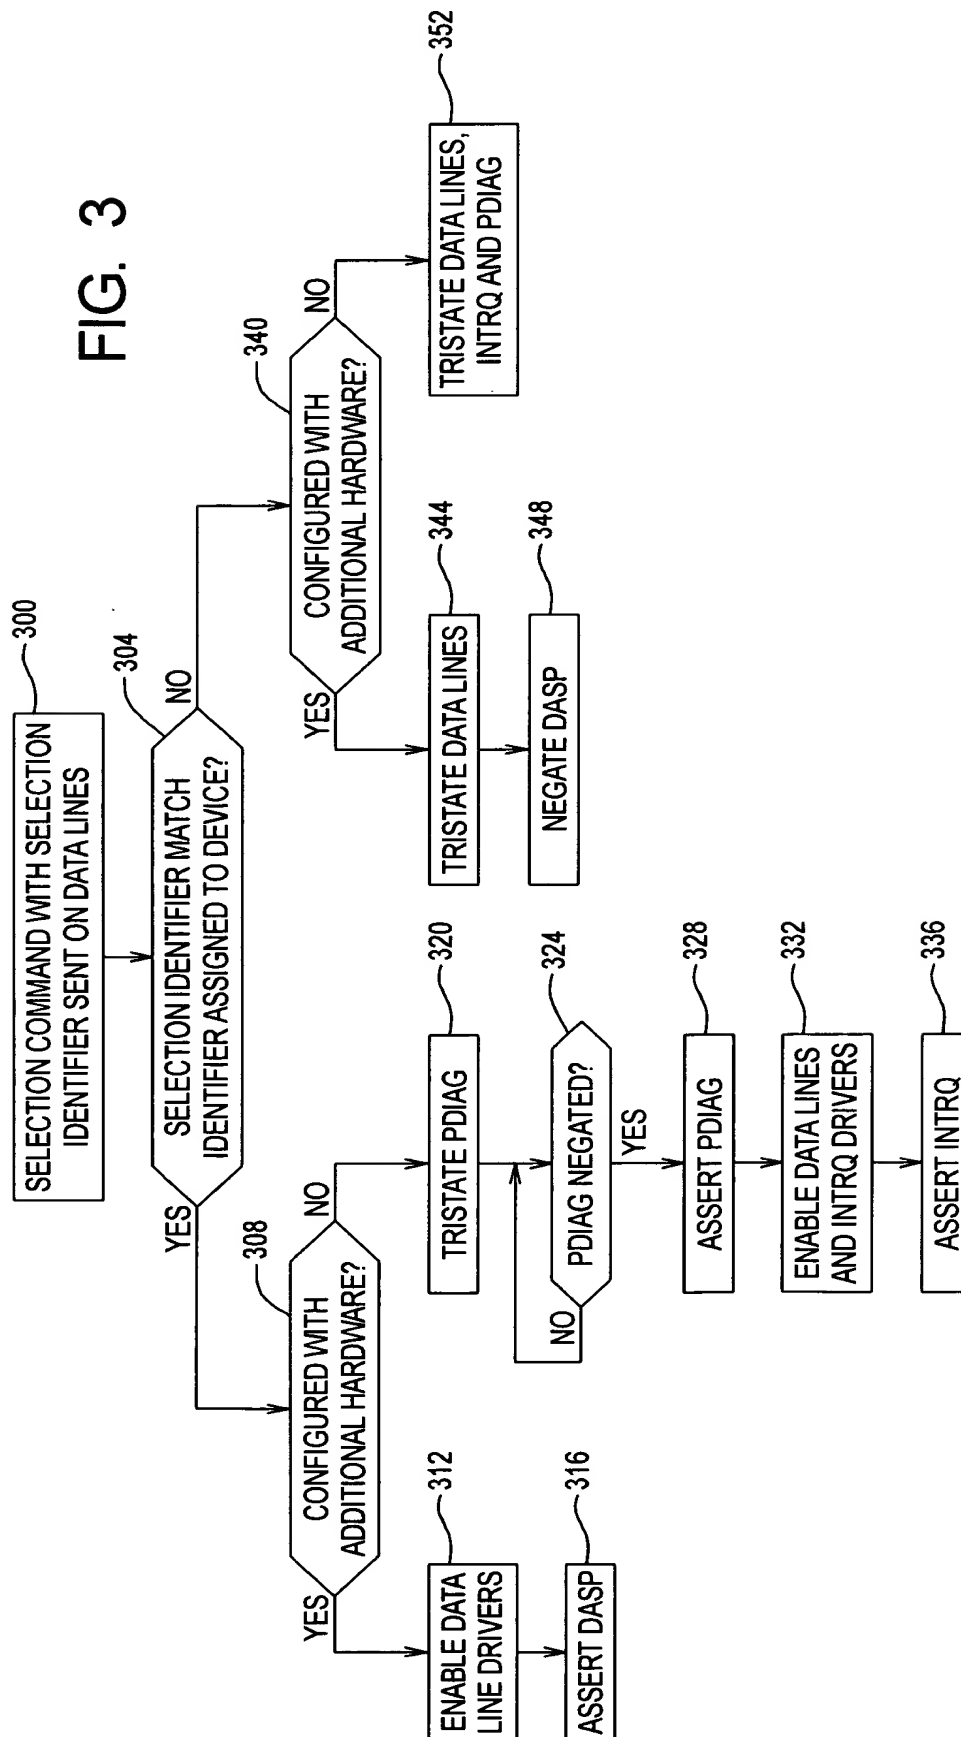 FIG. 3
SELECTION COMMAND WITH SELECTION
IDENTIFIER SENT ON DATA LINES
300
SELECTION IDENTIFIER MATCH
IDENTIFIER ASSIGNED TO DEVICE?
304
YES
NO
CONFIGURED WITH
ADDITIONAL HARDWARE?
308
YES
NO
ENABLE DATA
LINE DRIVERS
312
ASSERT DASP
316
TRISTATE PDIAG
320
PDIAG NEGATED?
324
NO
YES
ASSERT PDIAG
328
ENABLE DATA LINES
AND INTRQ DRIVERS
332
ASSERT INTRQ
336
CONFIGURED WITH
ADDITIONAL HARDWARE?
340
YES
NO
TRISTATE DATA LINES
344
NEGATE DASP
348
TRISTATE DATA LINES,
INTRQ AND PDIAG
352